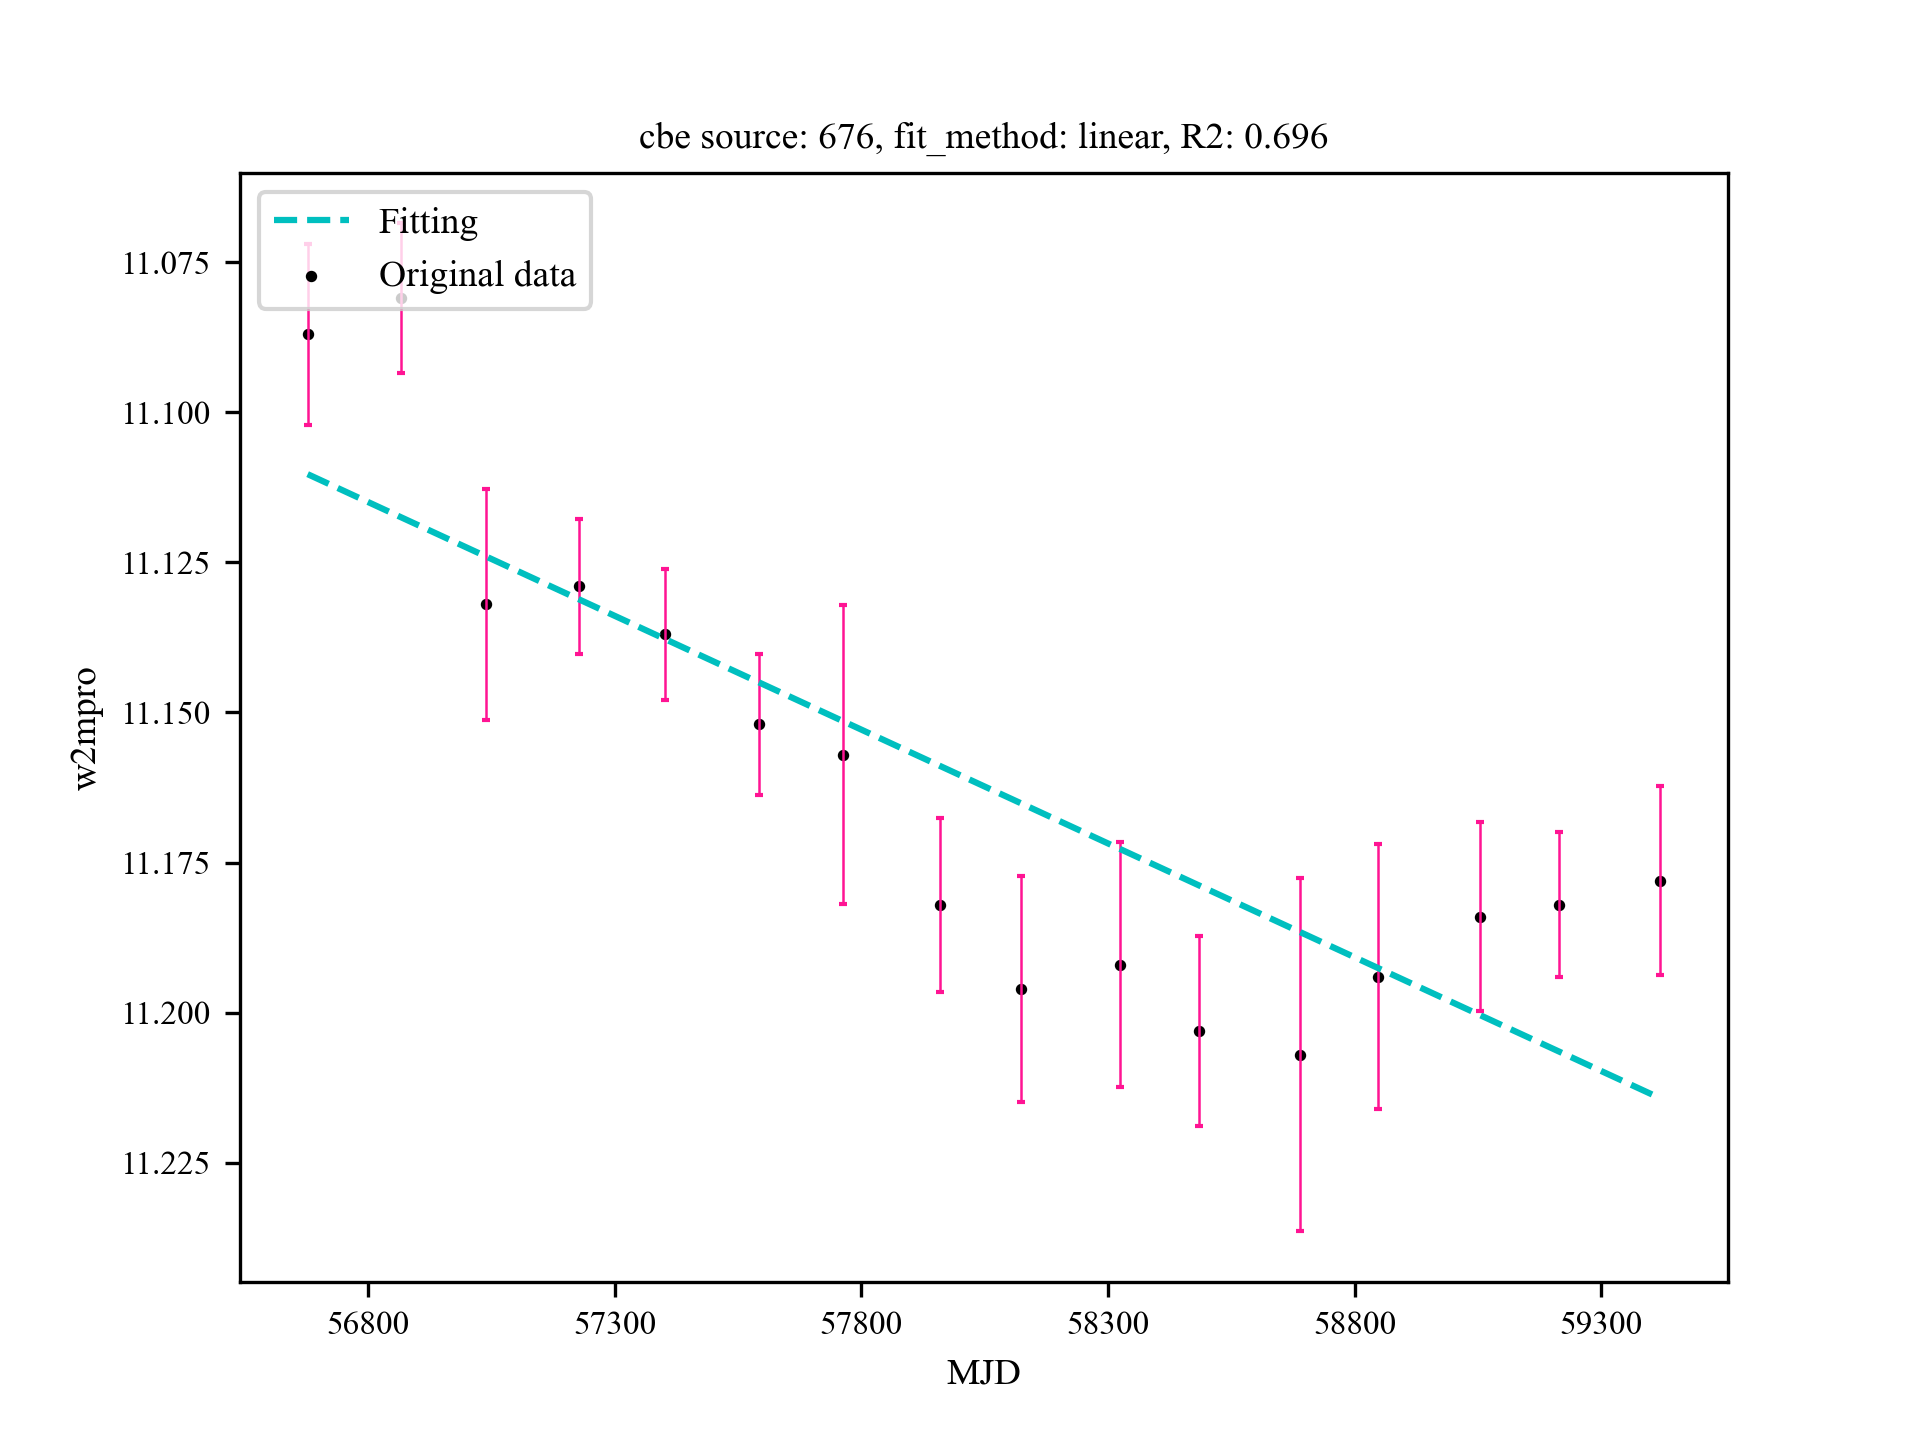 cbe source: 676, fit_method: linear, R2: 0.696
Fitting
Original data
11.075
11.100
11.125
11.150
11.175
11.200
11.225
w2mpro
56800 57300 57800 58300 58800 59300
MJD